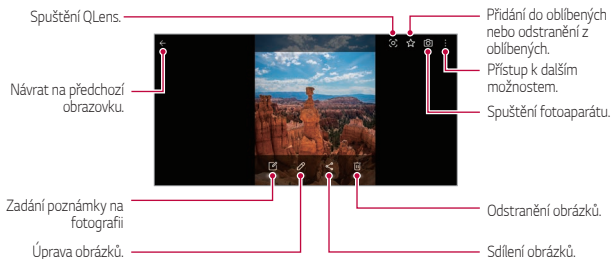 Spuštění QLens.
Návrat na předchozí
obrazovku.
Zadání poznámky na
fotografii
Úprava obrázků.
Přidání do oblíbených
nebo odstranění z
oblíbených.
Přístup k dalším
možnostem.
Spuštění fotoaparátu.
Odstranění obrázků.
Sdílení obrázků.